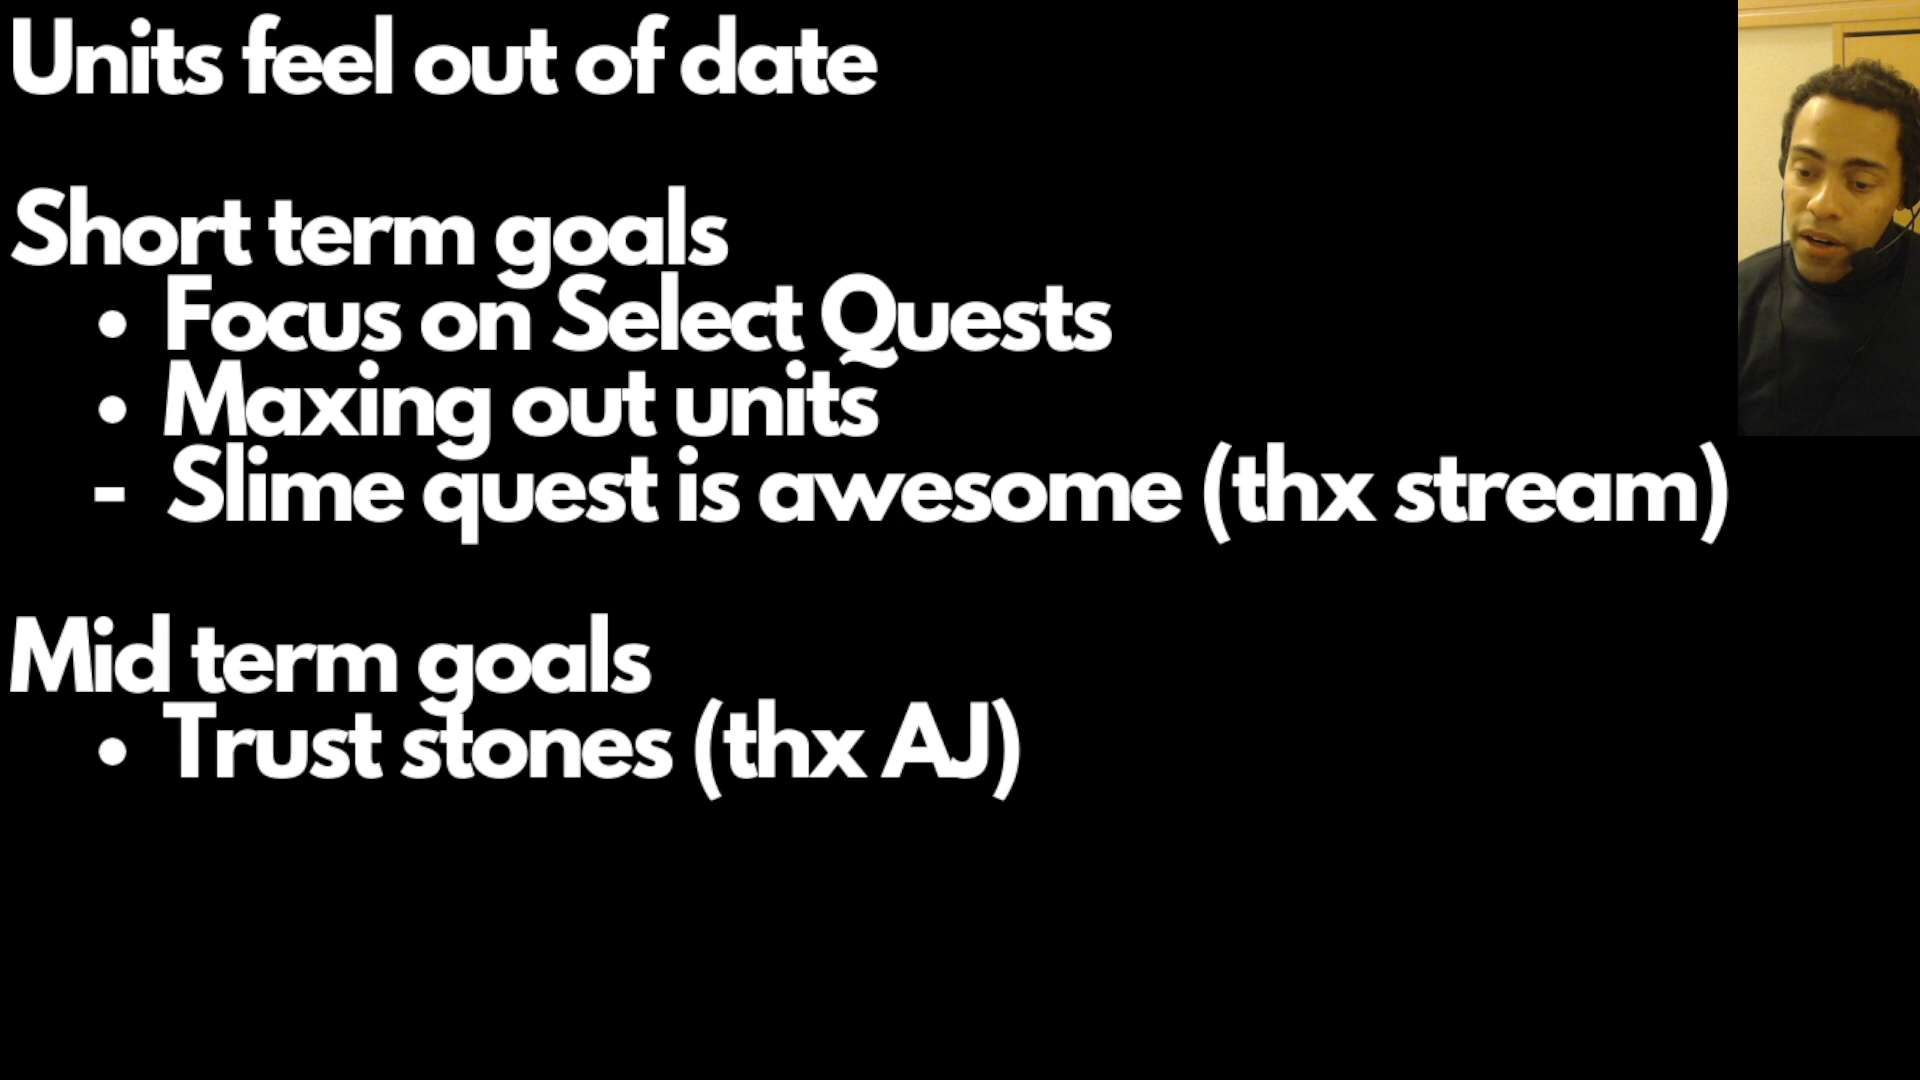 Units feel out of date
Short term goals
• Focus on Select Quests
• Maxing out units
- Slime quest is awesome (thx stream)
Mid term goals
• Trust stones (thx AJ)